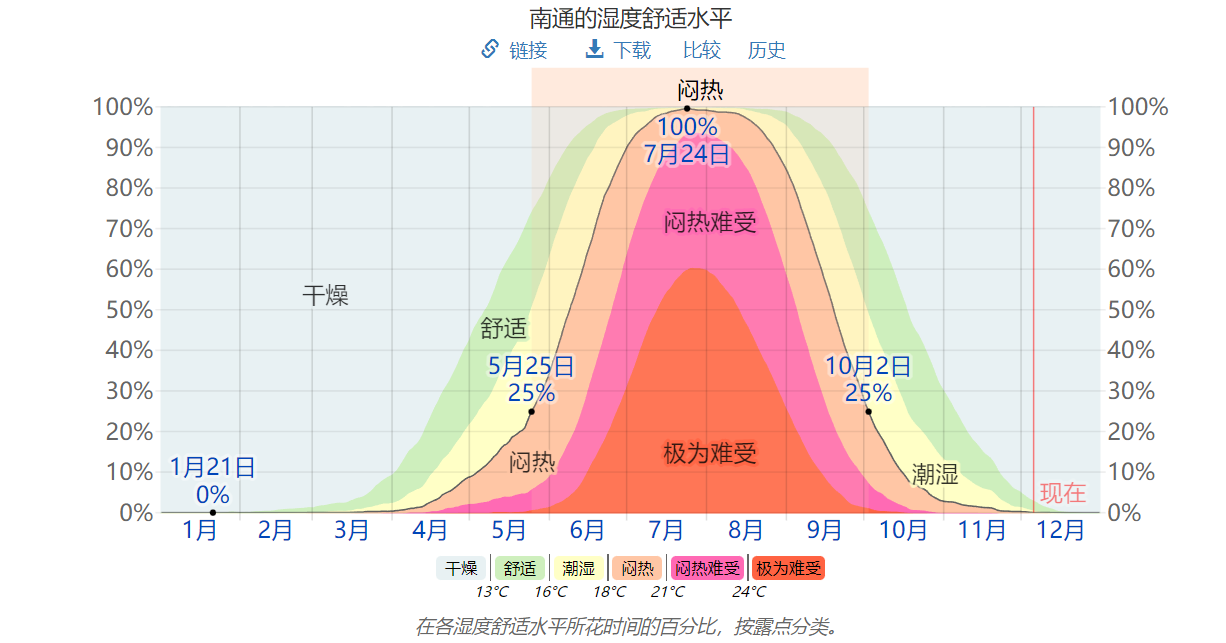 南通的湿度舒适水平
链接 下载 比较 历史
闷热
100% 100%
100%
7月24日
90% 90%
80% 80%
闷热难受
70% 70%
60% 60%
干燥
50% 50%
舒适
40% 40%
5月25日 10月2日
25% 25%
30% 30%
20% 20%
极为难受
闷热 潮湿
1月21日
10% 10%
0% 现在
0% 0%
1月 2月 3月 4月 5月 6月 7月 8月 9月 10月 11月 12月
干燥 舒适 潮湿 闷热 闷热难受 极为难受
13°C 16°C 18°C 21°C 24°C
在各湿度舒适水平所花时间的百分比，按露点分类。